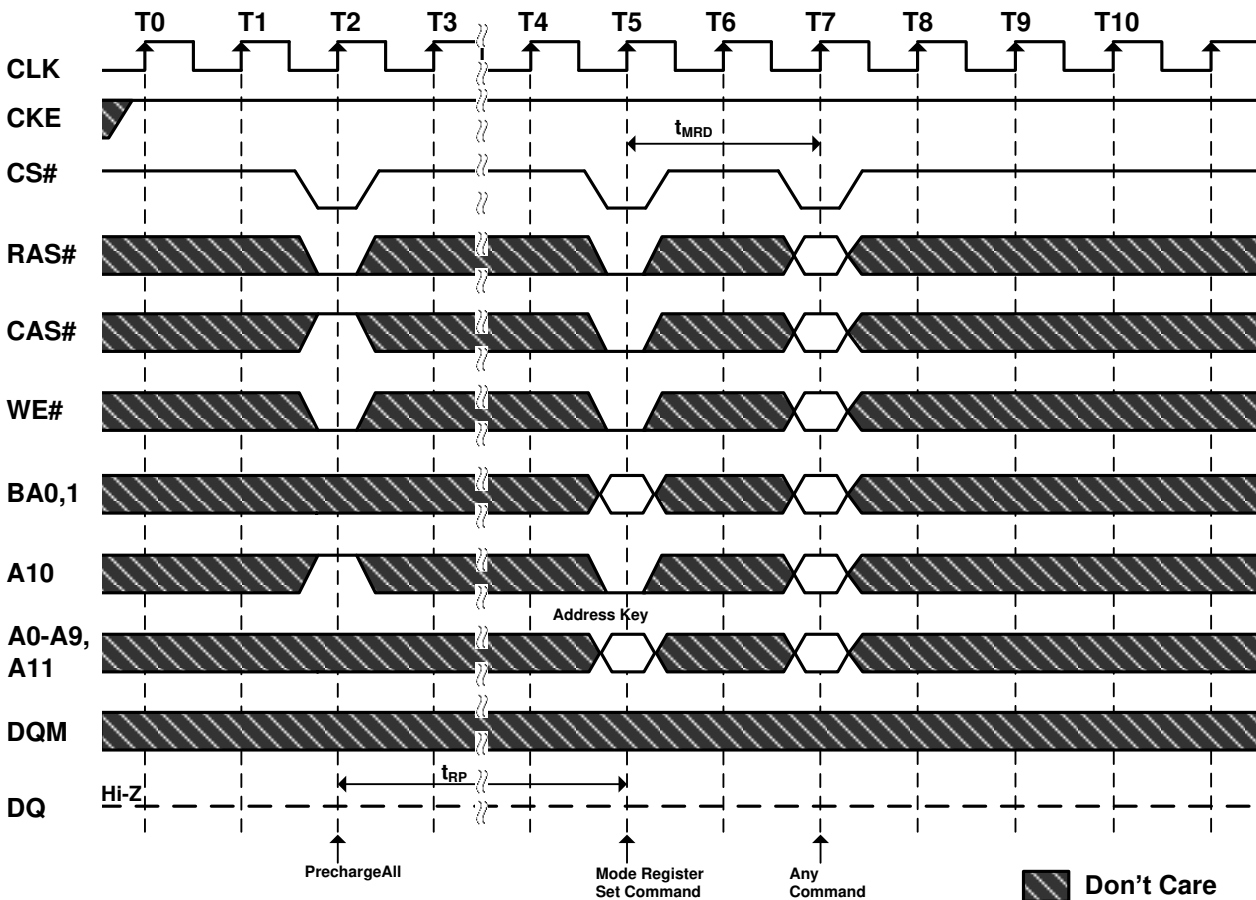 T0 T1 T2 T3 T4 T5 T6 T7 T8 T9 T10
CLK
CKE
tMRD
CS#
RAS#
CAS#
WE#
BA0,1
A10
Address Key
A0-A9,
A11
DQM
tRP
Hi-Z
DQ
PrechargeAll
Mode Register
Set Command
Any
Command
Don't Care